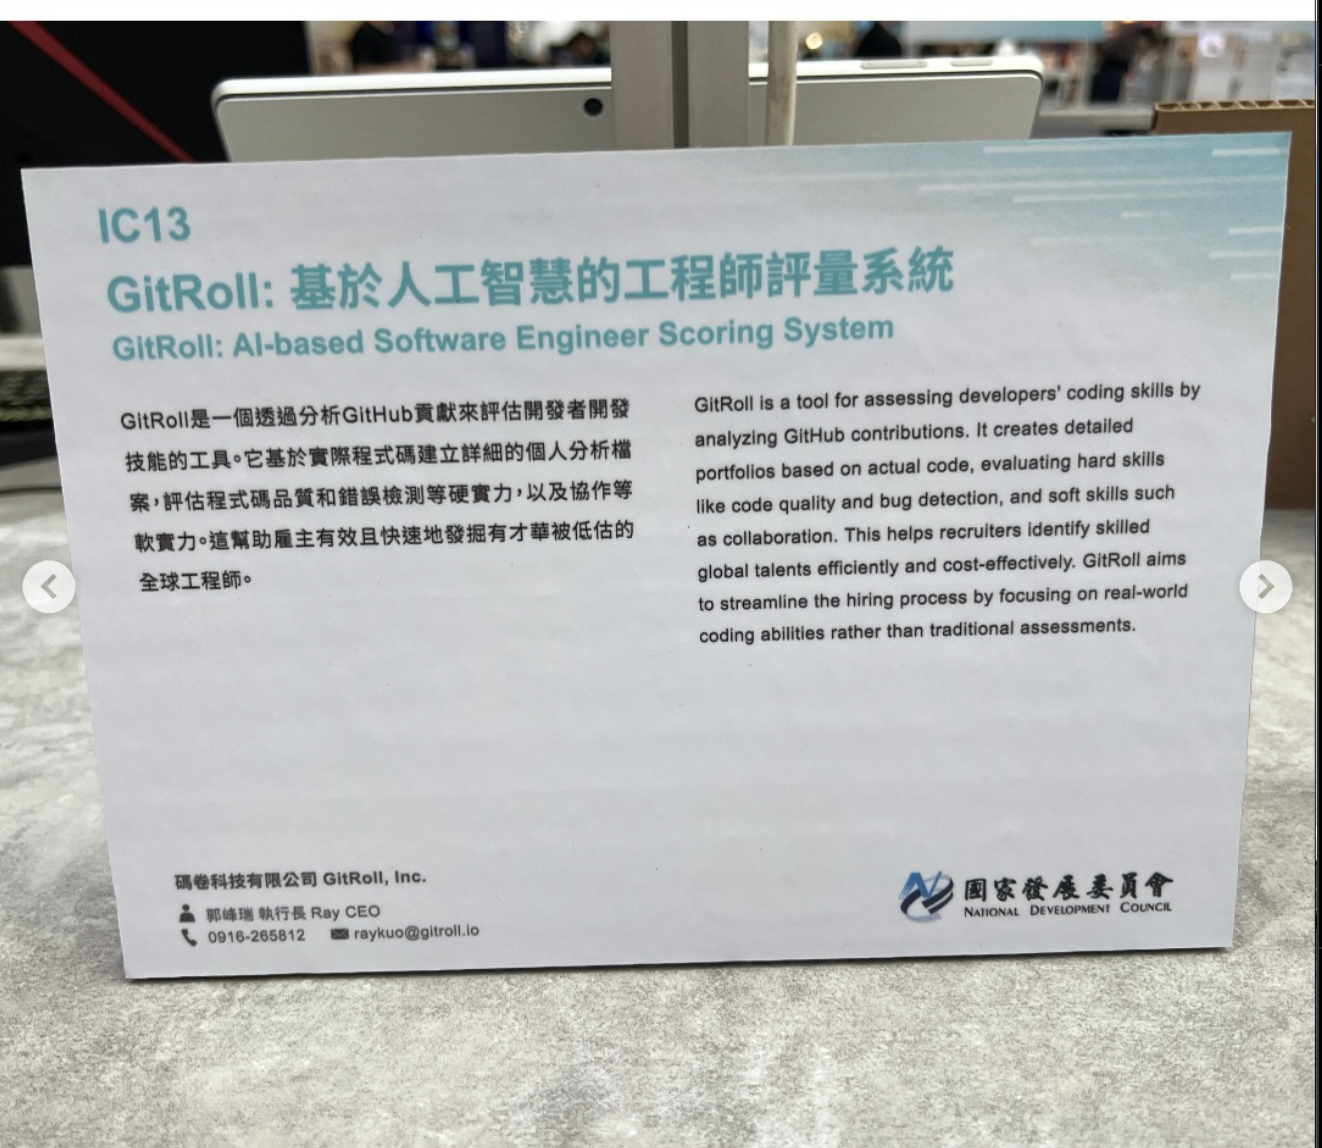 IC13
GitRoll: 基於人工智慧的工程師評量系統
GitRoll: AI-based Software Engineer Scoring System
GitRoll是一個透過分析GitHub貢獻來評估開發者開發
技能的工具。它基於實際程式碼建立詳細的個人分析檔
案，評估程式碼品質和錯誤檢測等硬實力，以及協作等
軟實力。這幫助雇主有效且快速地發掘有才華被低估的
全球工程師。
GitRoll is a tool for assessing developers' coding skills by
analyzing GitHub contributions. It creates detailed
portfolios based on actual code, evaluating hard skills
like code quality and bug detection, and soft skills such
as collaboration. This helps recruiters identify skilled
global talents efficiently and cost-effectively. GitRoll aims
to streamline the hiring process by focusing on real-world
coding abilities rather than traditional assessments.
碼卷科技有限公司 GitRoll, Inc.
郭峰瑞 執行長 Ray CEO
0916-265812 raykuo@gitroll.io
國家發展委員會
NATIONAL DEVELOPMENT COUNCIL